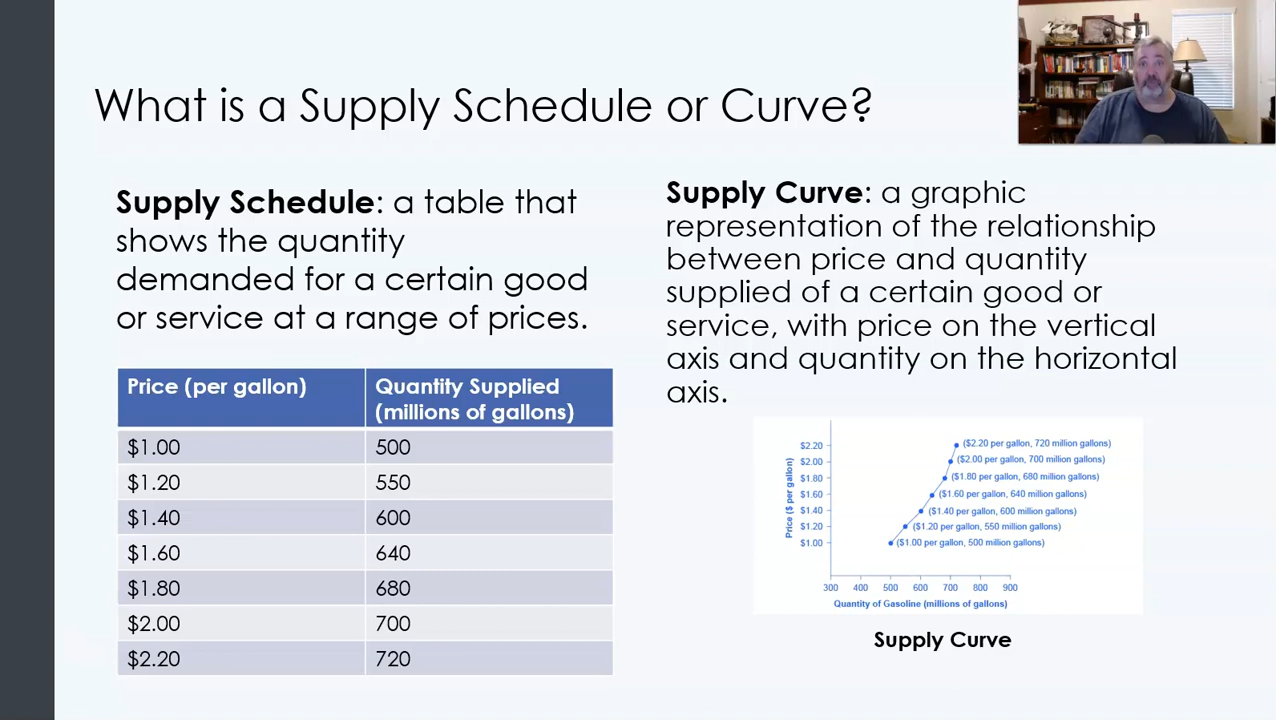 What is a Supply Schedule or Curve?
Supply Schedule: a table that
shows the quantity
demanded for a certain good
or service at a range of prices.
Price (per gallon) Quantity Supplied
(millions of gallons)
$1.00 500
$1.20 550
$1.40 600
$1.60 640
$1.80 680
$2.00 700
$2.20 720
Supply Curve: a graphic
representation of the relationship
between price and quantity
supplied of a certain good or
service, with price on the vertical
axis and quantity on the horizontal
axis.
Price ($ per gallon)
$2.20 ($2.20 per gallon, 720 million gallons)
$2.00 ($2.00 per gallon, 700 million gallons)
$1.80 ($1.80 per gallon, 680 million gallons)
$1.60 ($1.60 per gallon, 640 million gallons)
$1.40 ($1.40 per gallon, 600 million gallons)
$1.20 ($1.20 per gallon, 550 million gallons)
$1.00 ($1.00 per gallon, 500 million gallons)
300 400 500 600 700 800 900
Quantity of Gasoline (millions of gallons)
Supply Curve